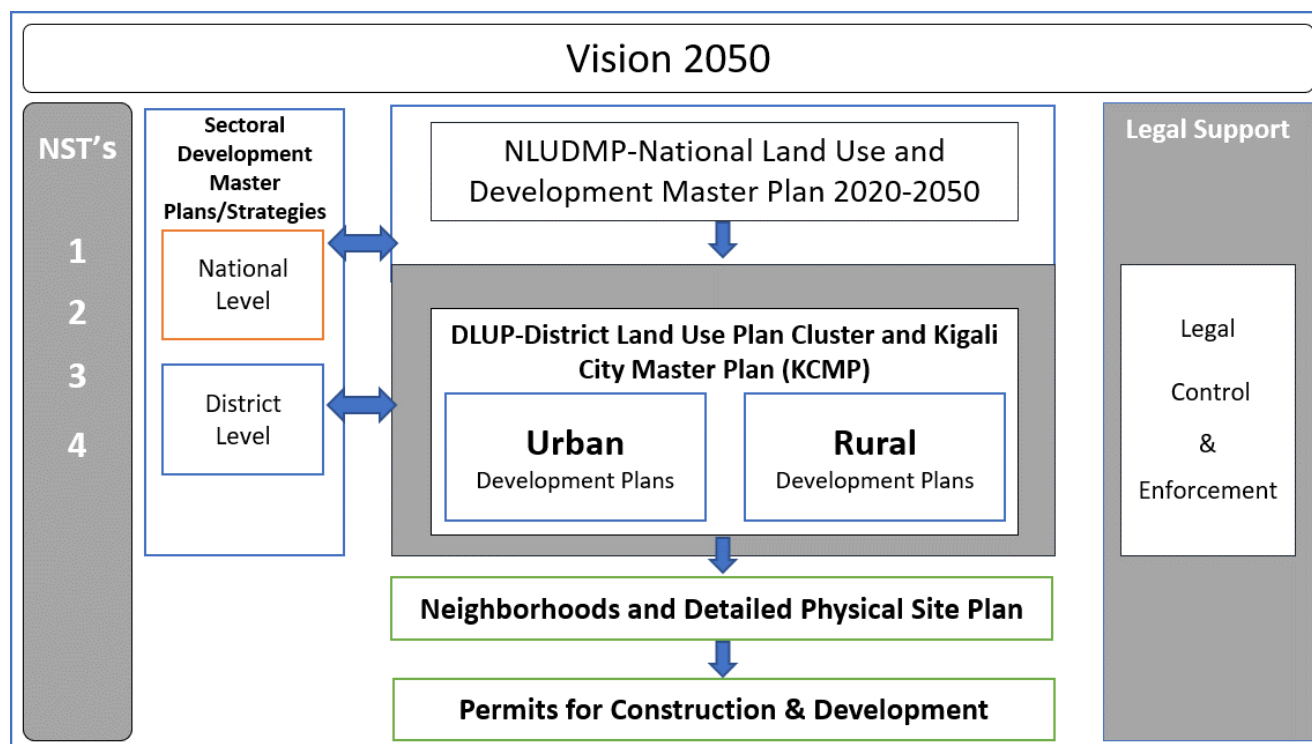 Vision 2050
NST's
1
2
3
4
Sectoral
Development
Master
Plans/Strategies
National
Level
District
Level
NLUDMP-National Land Use and
Development Master Plan 2020-2050
DLUP-District Land Use Plan Cluster and Kigali
City Master Plan (KCMP)
Urban
Development Plans
Rural
Development Plans
Neighborhoods and Detailed Physical Site Plan
Permits for Construction & Development
Legal Support
Legal
Control
&
Enforcement